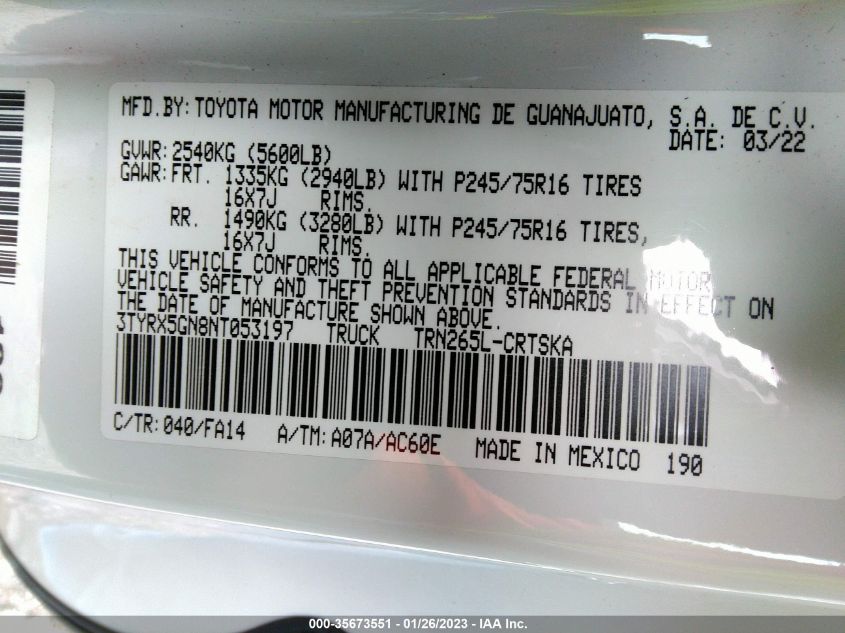 MFD.BY: TOYOTA MOTOR MANUFACTURING DE GUANAJUATO, S.A. DE C.V.
DATE: 03/22
GVWR: 2540KG (5600LB)
GAWR: FRT. 1335KG (2940LB) WITH P245/75R16 TIRES
16X7J RIMS.
RR. 1490KG (3280LB) WITH P245/75R16 TIRES,
16X7J RIMS.
THIS VEHICLE CONFORMS TO ALL APPLICABLE FEDERAL MOTOR
VEHICLE SAFETY AND THEFT PREVENTION STANDARDS IN EFFECT ON
THE DATE OF MANUFACTURE SHOWN ABOVE.
3TYRX5GN8NT053197 TRUCK TRN265L-CRTSKA
C/TR: 040/FA14 A/TM: A07A/AC60E MADE IN MEXICO 190
000-35673551 - 01/26/2023 - IAA Inc.